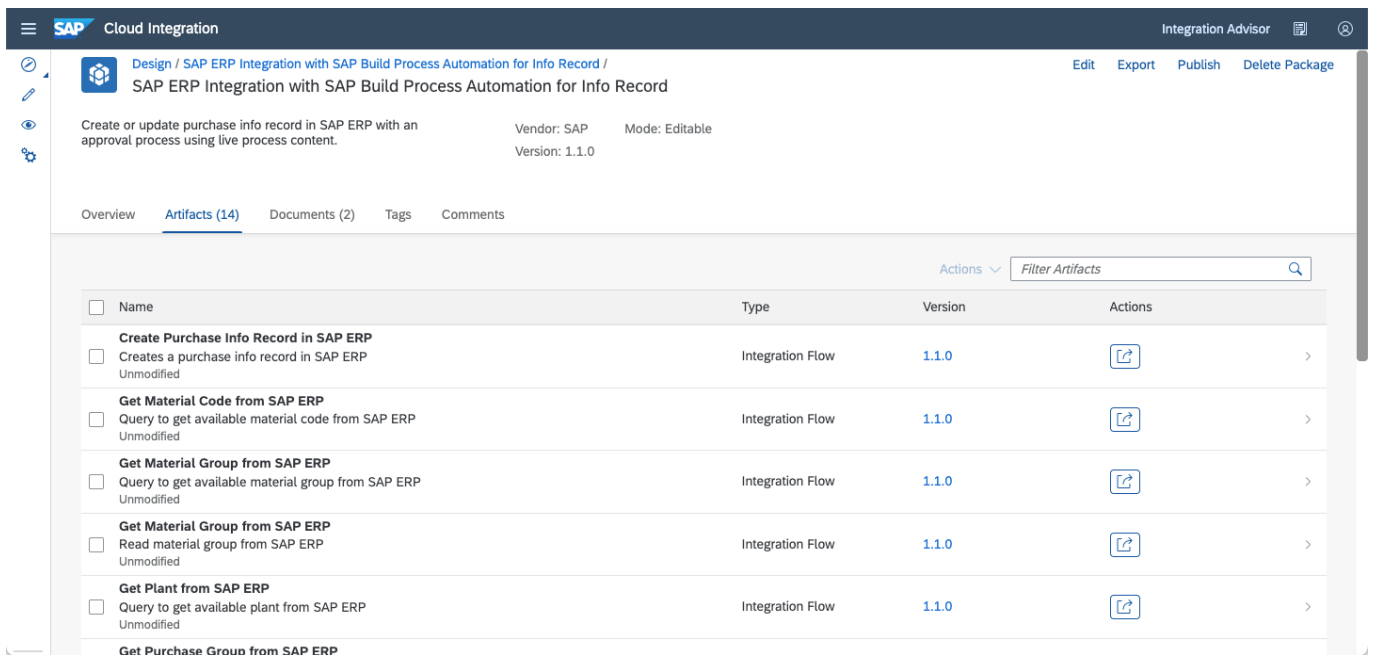 SAP Cloud Integration
Integration Advisor
Design / SAP ERP Integration with SAP Build Process Automation for Info Record /
SAP ERP Integration with SAP Build Process Automation for Info Record
Edit Export Publish Delete Package
Create or update purchase info record in SAP ERP with an
approval process using live process content.
Vendor: SAP Mode: Editable
Version: 1.1.0
Overview Artifacts (14) Documents (2) Tags Comments
Actions Filter Artifacts
Name Type Version Actions
Create Purchase Info Record in SAP ERP
Creates a purchase info record in SAP ERP Integration Flow 1.1.0
Unmodified
Get Material Code from SAP ERP
Query to get available material code from SAP ERP Integration Flow 1.1.0
Unmodified
Get Material Group from SAP ERP
Query to get available material group from SAP ERP Integration Flow 1.1.0
Unmodified
Get Material Group from SAP ERP
Read material group from SAP ERP Integration Flow 1.1.0
Unmodified
Get Plant from SAP ERP
Query to get available plant from SAP ERP Integration Flow 1.1.0
Unmodified
Get Purchase Group from SAP ERP